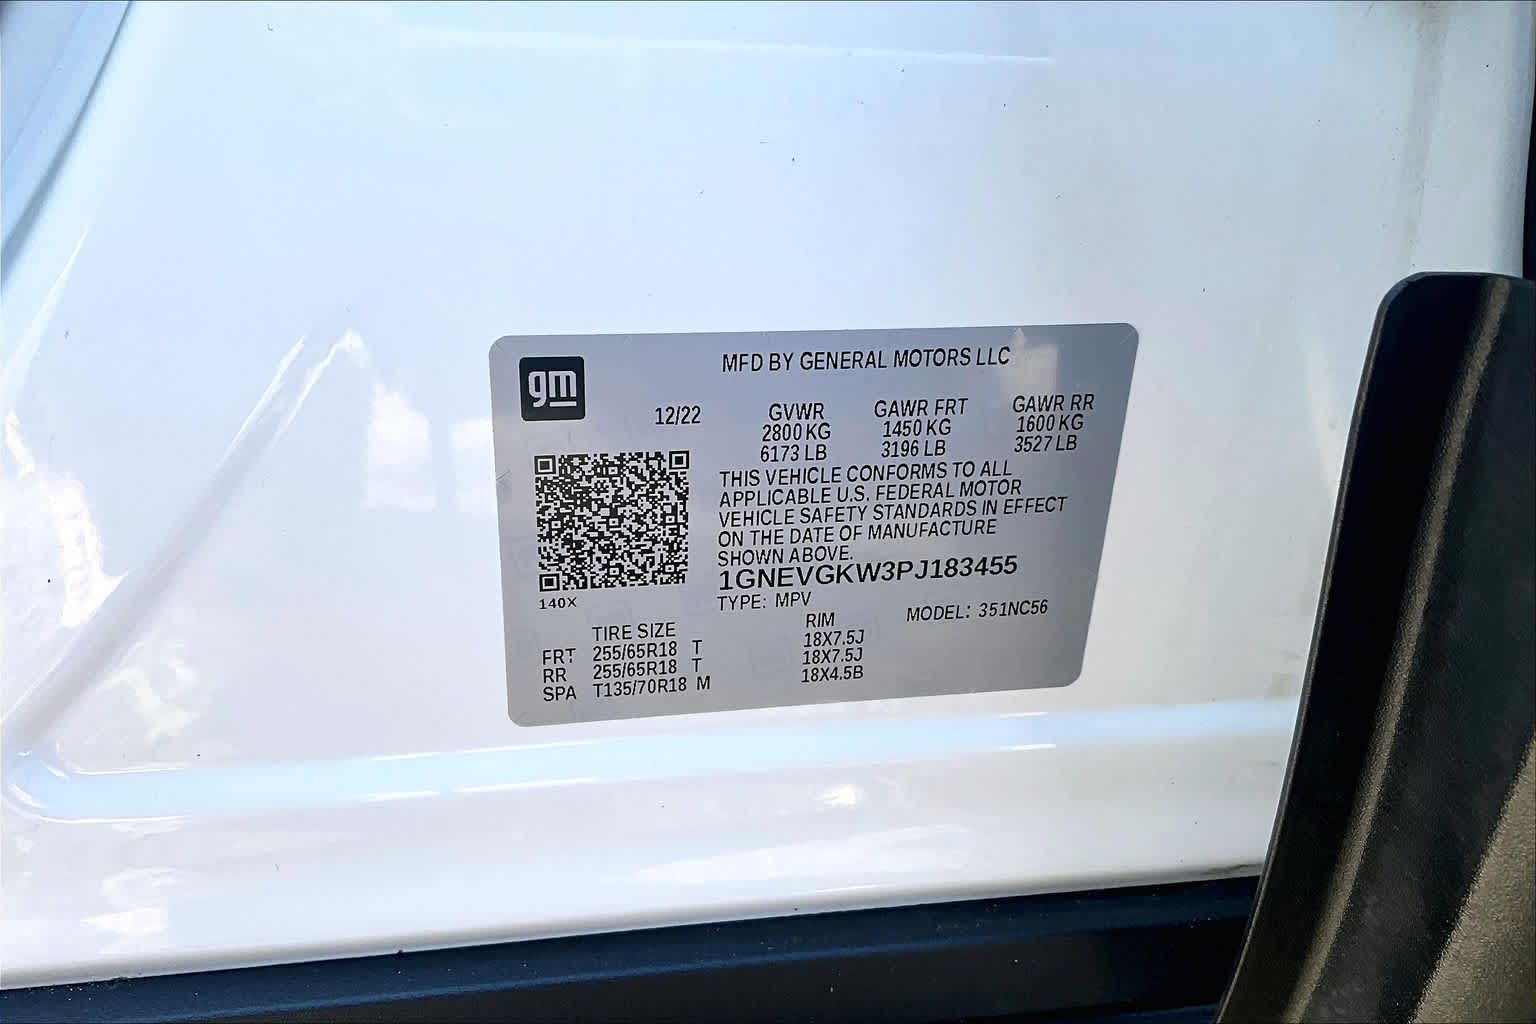 gm
MFD BY GENERAL MOTORS LLC
12/22 GVWR GAWR FRT GAWR RR
2800 KG 1450 KG 1600 KG
6173 LB 3196 LB 3527 LB
THIS VEHICLE CONFORMS TO ALL
APPLICABLE U.S. FEDERAL MOTOR
VEHICLE SAFETY STANDARDS IN EFFECT
ON THE DATE OF MANUFACTURE
SHOWN ABOVE.
1GNEVGKW3PJ183455
140X
TYPE: MPV MODEL: 351NC56
TIRE SIZE RIM
FRT 255/65R18 T 18X7.5J
RR 255/65R18 T 18X7.5J
SPA T135/70R18 M 18X4.5B